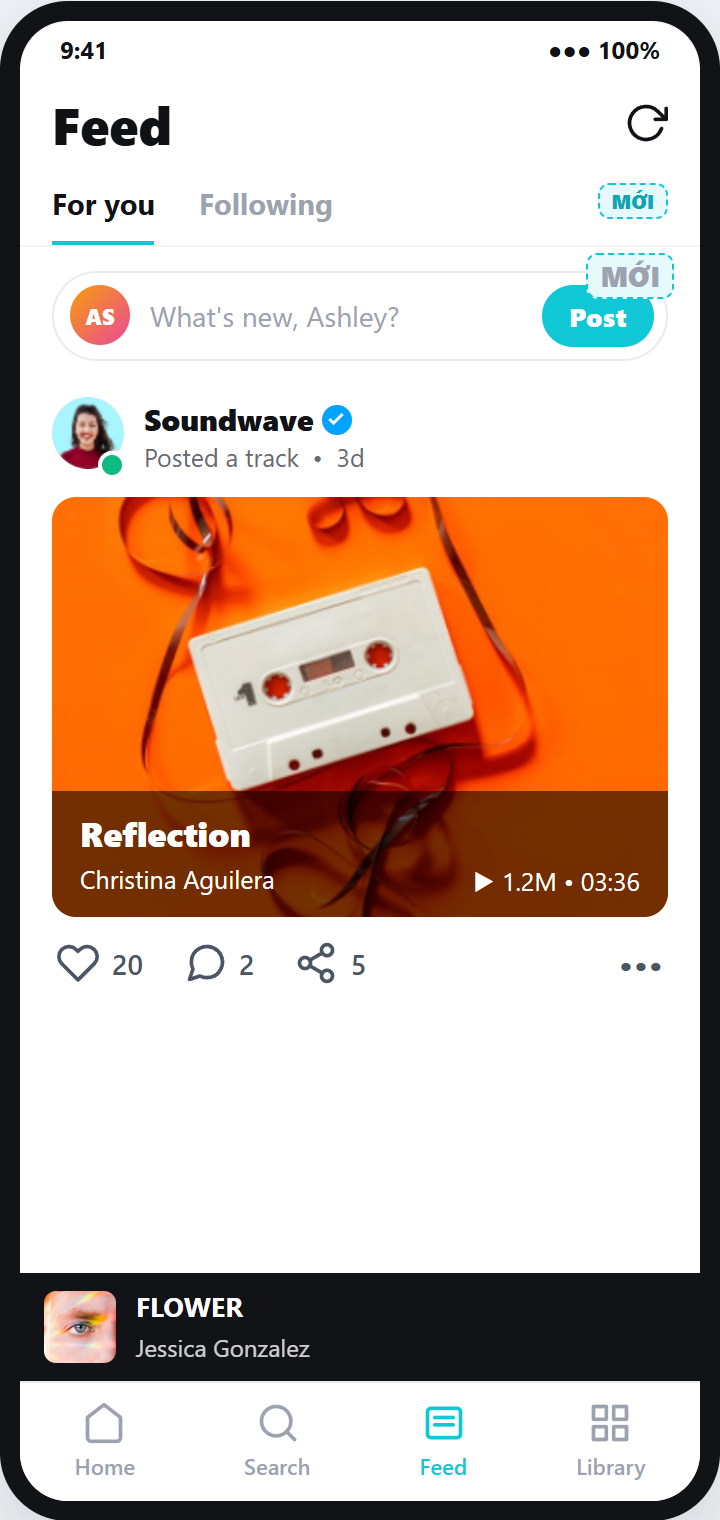 9:41
●●● 100%
Feed
For you
Following
MỚI
MỚI
AS
What's new, Ashley?
Post
Soundwave
Posted a track • 3d
1
Reflection
Christina Aguilera
▶ 1.2M • 03:36
20
2
5
FLOWER
Jessica Gonzalez
Home
Search
Feed
Library